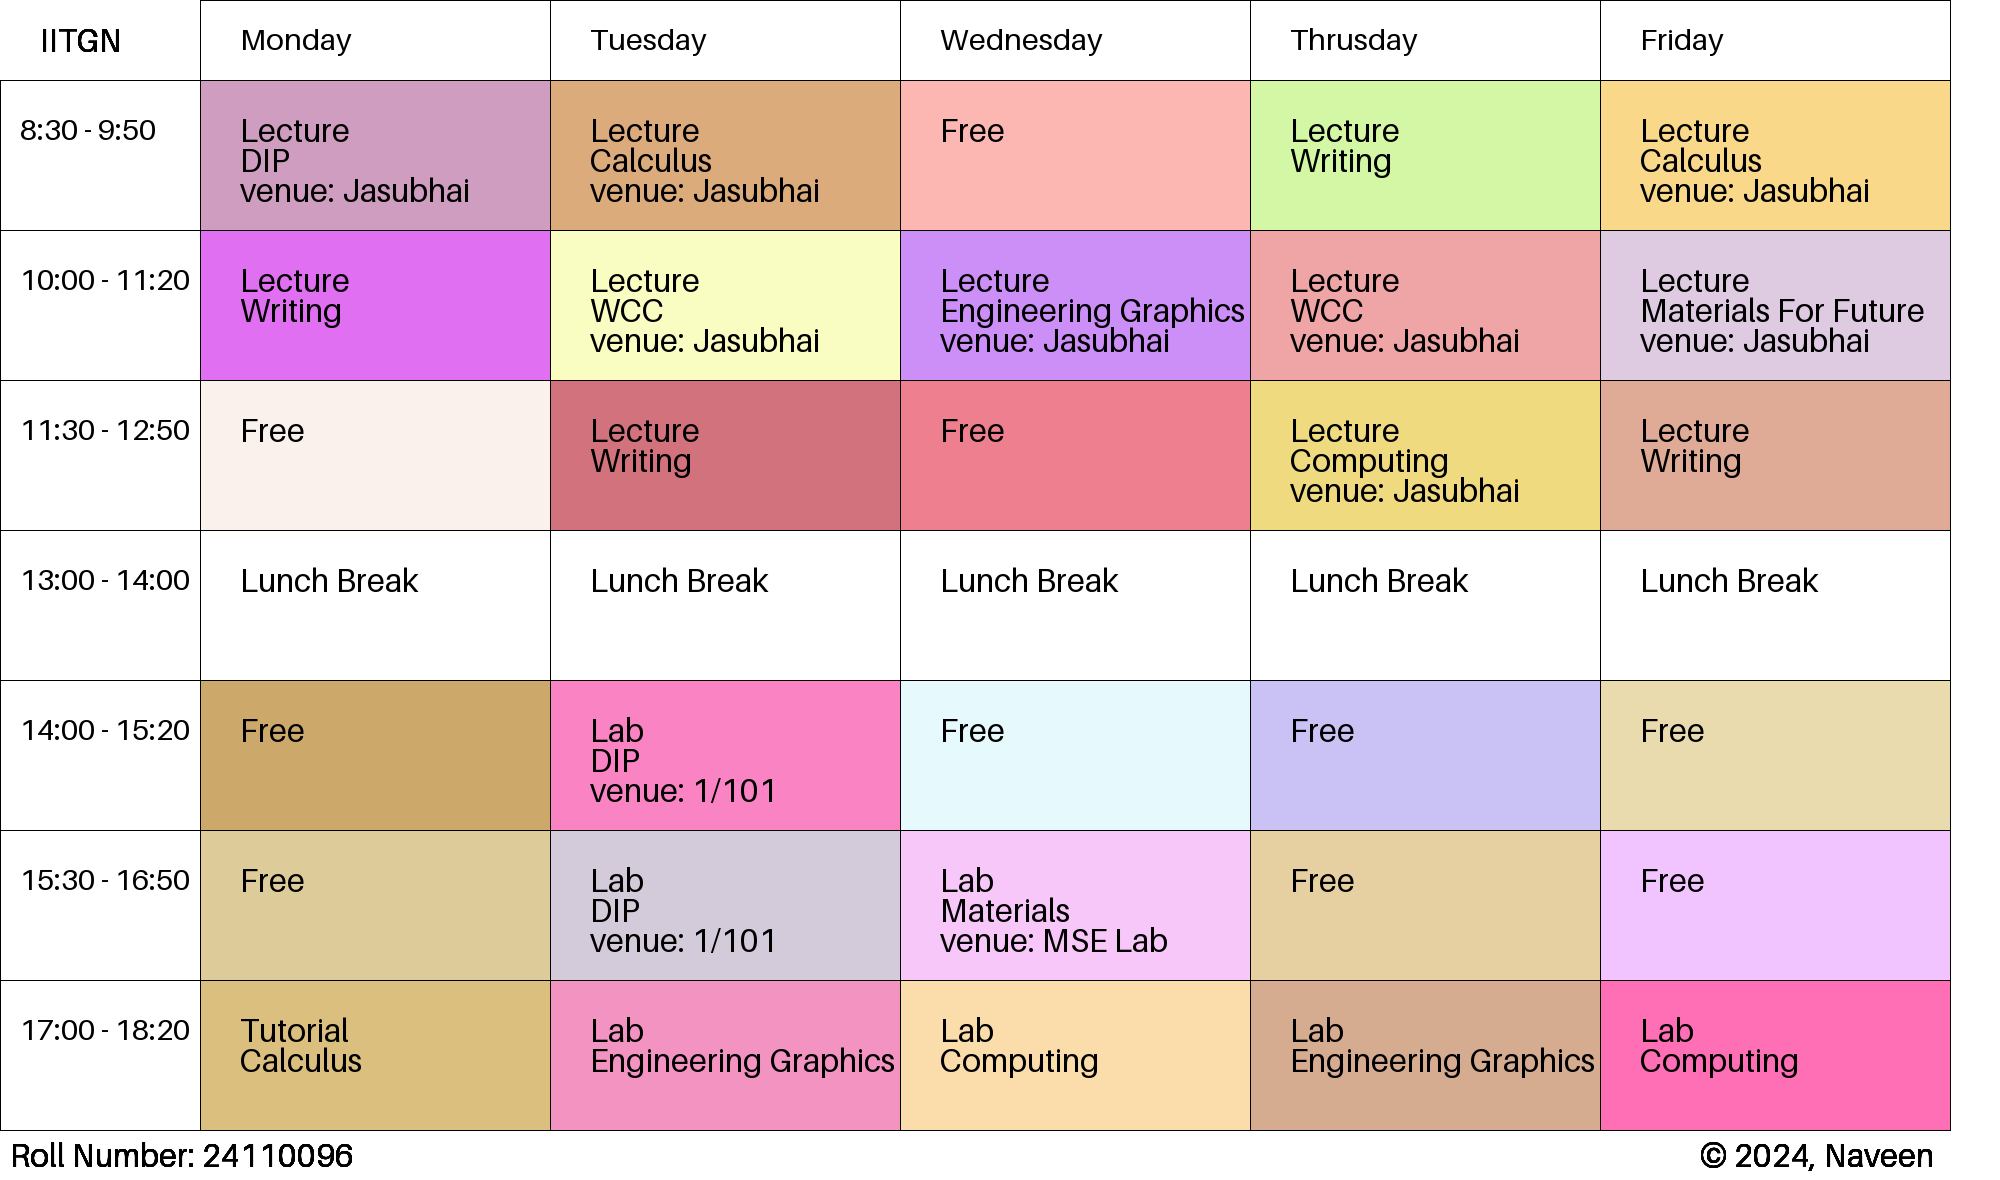 IITGN Monday Tuesday Wednesday Thrusday Friday
8:30 - 9:50
Lecture
DIP
venue: Jasubhai
Lecture
Calculus
venue: Jasubhai
Free
Lecture
Writing
Lecture
Calculus
venue: Jasubhai
10:00 - 11:20
Lecture
Writing
Lecture
WCC
venue: Jasubhai
Lecture
Engineering Graphics
venue: Jasubhai
Lecture
WCC
venue: Jasubhai
Lecture
Materials For Future
venue: Jasubhai
11:30 - 12:50
Free
Lecture
Writing
Free
Lecture
Computing
venue: Jasubhai
Lecture
Writing
13:00 - 14:00
Lunch Break
Lunch Break
Lunch Break
Lunch Break
Lunch Break
14:00 - 15:20
Free
Lab
DIP
venue: 1/101
Free
Free
Free
15:30 - 16:50
Free
Lab
DIP
venue: 1/101
Lab
Materials
venue: MSE Lab
Free
Free
17:00 - 18:20
Tutorial
Calculus
Lab
Engineering Graphics
Lab
Computing
Lab
Engineering Graphics
Lab
Computing
Roll Number: 24110096
© 2024, Naveen